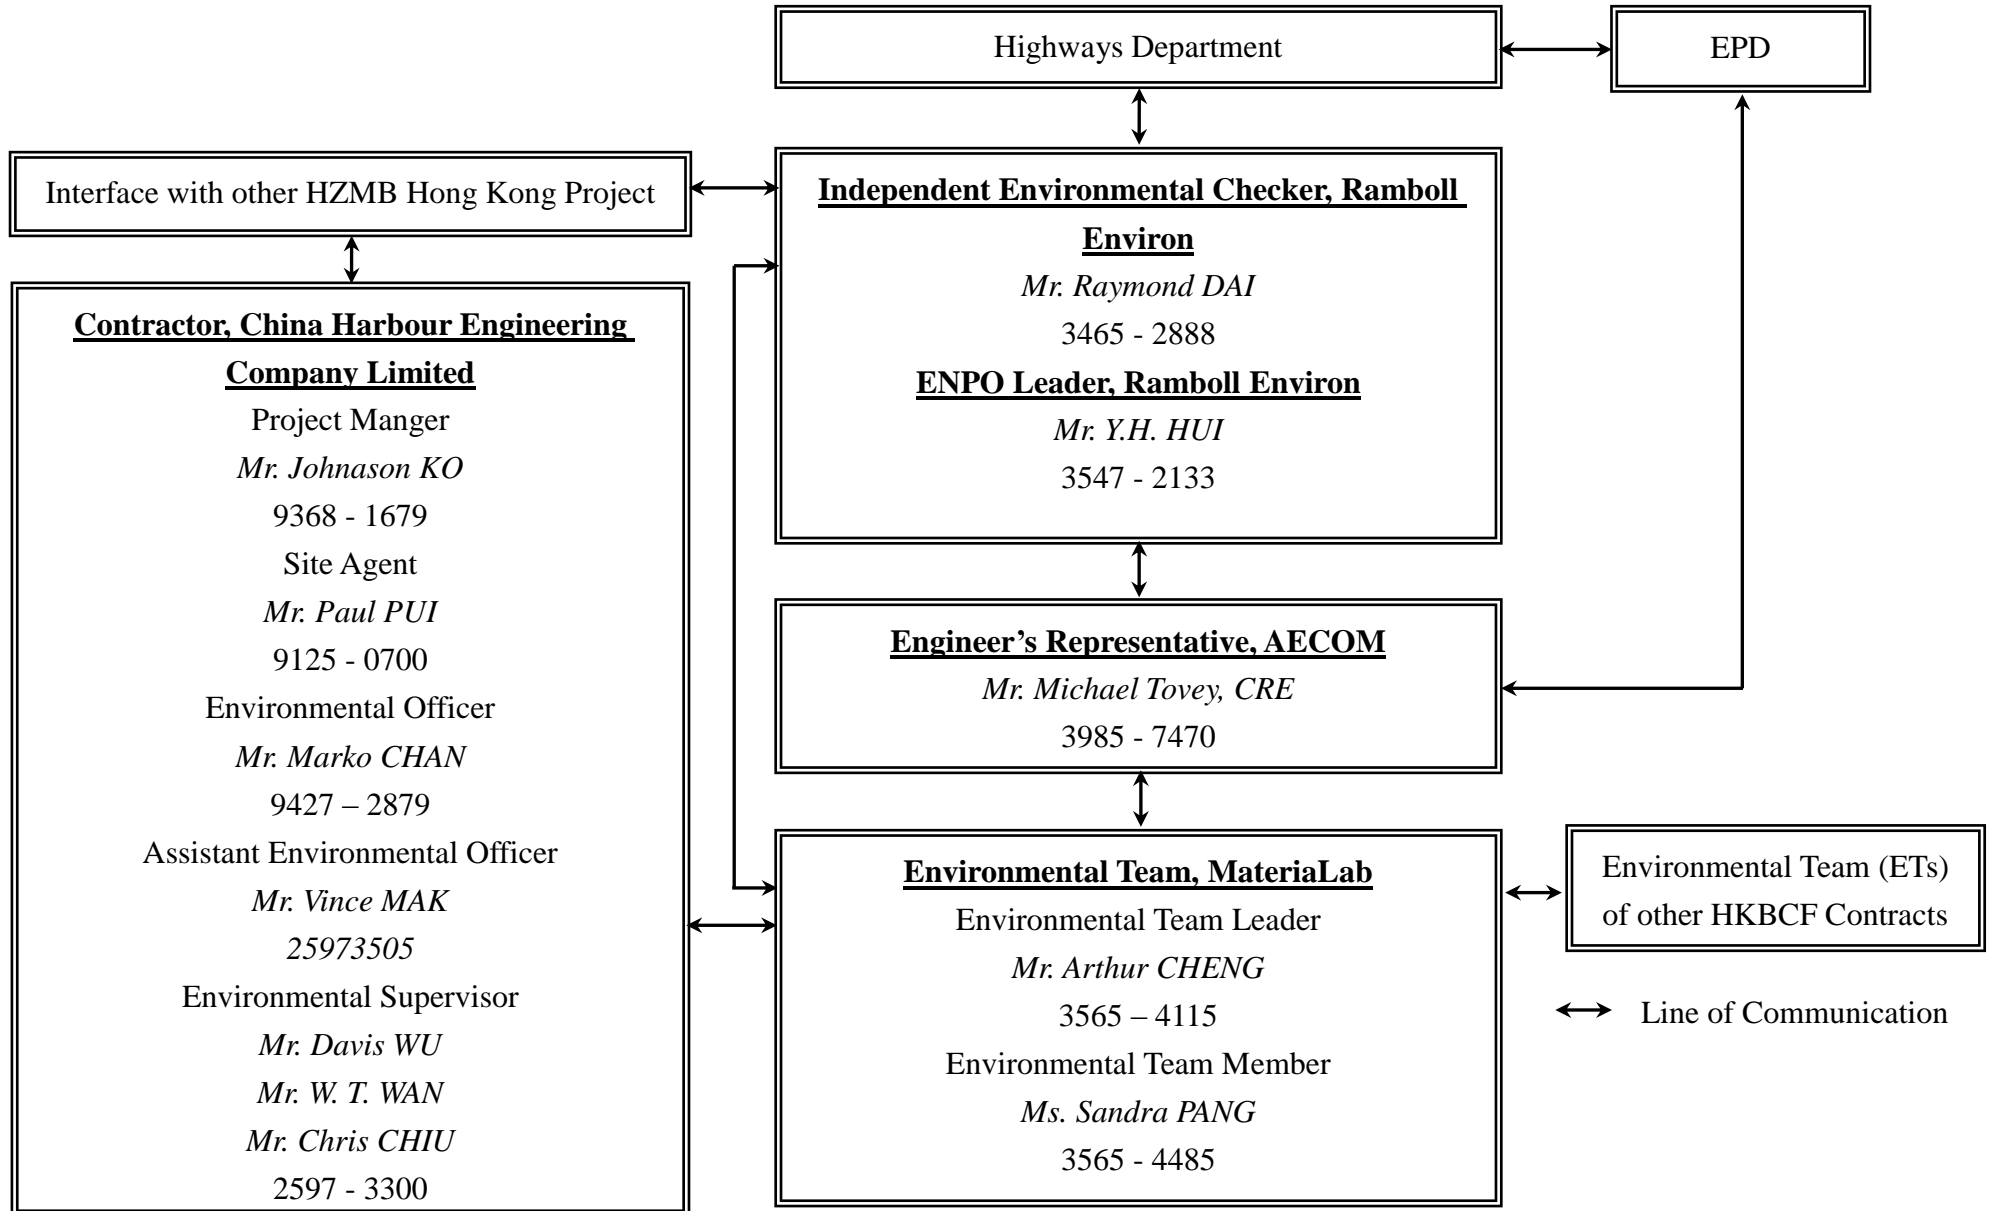 Highways Department
EPD
Interface with other HZMB Hong Kong Project
Independent Environmental Checker, Ramboll
Environ
Mr. Raymond DAI
3465 - 2888
ENPO Leader, Ramboll Environ
Mr. Y.H. HUI
3547 - 2133
Contractor, China Harbour Engineering
Company Limited
Project Manger
Mr. Johnason KO
9368 - 1679
Site Agent
Mr. Paul PUI
9125 - 0700
Environmental Officer
Mr. Marko CHAN
9427 – 2879
Assistant Environmental Officer
Mr. Vince MAK
25973505
Environmental Supervisor
Mr. Davis WU
Mr. W. T. WAN
Mr. Chris CHIU
2597 - 3300
Engineer’s Representative, AECOM
Mr. Michael Tovey, CRE
3985 - 7470
Environmental Team, MateriaLab
Environmental Team Leader
Mr. Arthur CHENG
3565 – 4115
Environmental Team Member
Ms. Sandra PANG
3565 - 4485
Environmental Team (ETs)
of other HKBCF Contracts
Line of Communication